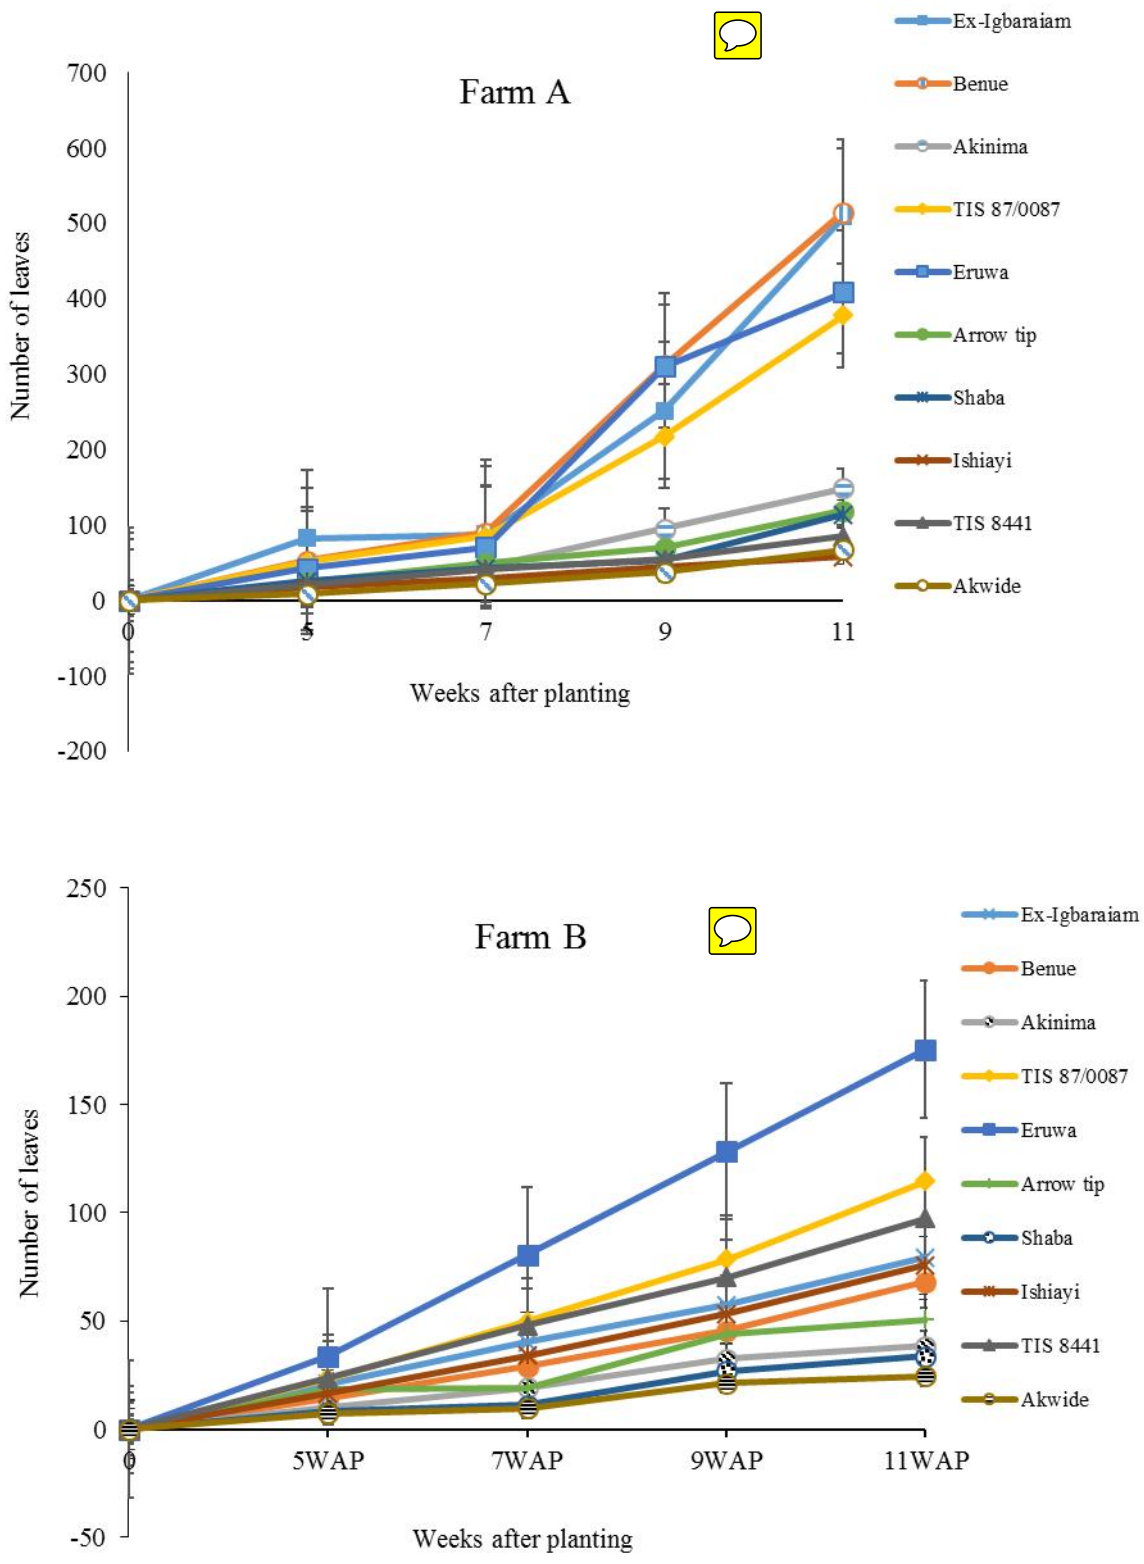 Farm A
700
600
500
400
300
200
100
0
-100
-200
Number of leaves
0 5 7 9 11
Weeks after planting
Ex-Igbaraiam
Benue
Akinima
TIS 87/0087
Eruwa
Arrow tip
Shaba
Ishiayi
TIS 8441
Akwide
Farm B
250
200
150
100
50
0
-50
Number of leaves
0 5WAP 7WAP 9WAP 11WAP
Weeks after planting
Ex-Igbaraiam
Benue
Akinima
TIS 87/0087
Eruwa
Arrow tip
Shaba
Ishiayi
TIS 8441
Akwide